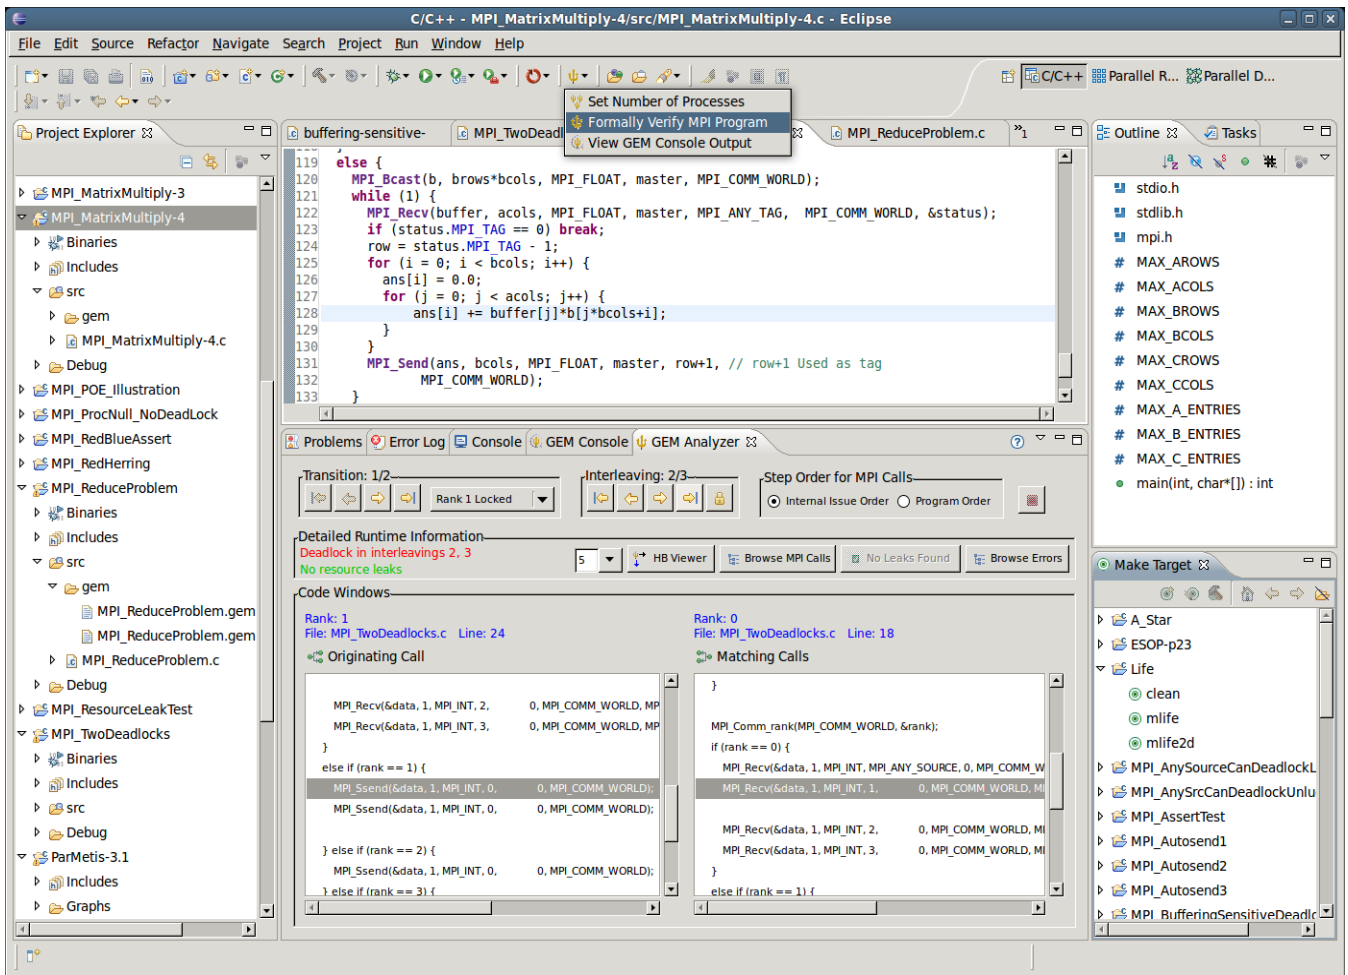 C/C++ - MPI_MatrixMultiply-4/src/MPI_MatrixMultiply-4.c - Eclipse
File Edit Source Refactor Navigate Search Project Run Window Help
C/C++ Parallel R... Parallel D...
Set Number of Processes
Formally Verify MPI Program
View GEM Console Output
Project Explorer
MPI_MatrixMultiply-3
MPI_MatrixMultiply-4
Binaries
Includes
src
gem
MPI_MatrixMultiply-4.c
Debug
MPI_POE_Illustration
MPI_ProcNull_NoDeadLock
MPI_RedBlueAssert
MPI_RedHerring
MPI_ReduceProblem
Binaries
Includes
src
gem
MPI_ReduceProblem.gem
MPI_ReduceProblem.gem
MPI_ReduceProblem.c
Debug
MPI_ResourceLeakTest
MPI_TwoDeadlocks
Binaries
Includes
src
Debug
ParMetis-3.1
Includes
Graphs
buffering-sensitive- MPI_TwoDeadl MPI_ReduceProblem.c »1
119 else {
120 MPI_Bcast(b, brows*bcols, MPI_FLOAT, master, MPI_COMM_WORLD);
121 while (1) {
122 MPI_Recv(buffer, acols, MPI_FLOAT, master, MPI_ANY_TAG, MPI_COMM_WORLD, &status);
123 if (status.MPI_TAG == 0) break;
124 row = status.MPI_TAG - 1;
125 for (i = 0; i < bcols; i++) {
126 ans[i] = 0.0;
127 for (j = 0; j < acols; j++) {
128 ans[i] += buffer[j]*b[j*bcols+i];
129 }
130 }
131 MPI_Send(ans, bcols, MPI_FLOAT, master, row+1, // row+1 Used as tag
132 MPI_COMM_WORLD);
133 }
Problems Error Log Console GEM Console GEM Analyzer
Transition: 1/2
Rank 1 Locked
Interleaving: 2/3
Step Order for MPI Calls
Internal Issue Order Program Order
Detailed Runtime Information
Deadlock in interleavings 2, 3
No resource leaks
5 HB Viewer Browse MPI Calls No Leaks Found Browse Errors
Code Windows
Rank: 1
File: MPI_TwoDeadlocks.c Line: 24
Originating Call
MPI_Recv(&data, 1, MPI_INT, 2, 0, MPI_COMM_WORLD, MP
MPI_Recv(&data, 1, MPI_INT, 3, 0, MPI_COMM_WORLD, MP
}
else if (rank == 1) {
MPI_Ssend(&data, 1, MPI_INT, 0, 0, MPI_COMM_WORLD);
MPI_Ssend(&data, 1, MPI_INT, 0, 0, MPI_COMM_WORLD);
} else if (rank == 2) {
MPI_Ssend(&data, 1, MPI_INT, 0, 0, MPI_COMM_WORLD);
} else if (rank == 3) {
Rank: 0
File: MPI_TwoDeadlocks.c Line: 18
Matching Calls
}
MPI_Comm_rank(MPI_COMM_WORLD, &rank);
if (rank == 0) {
MPI_Recv(&data, 1, MPI_INT, MPI_ANY_SOURCE, 0, MPI_COMM_W
MPI_Recv(&data, 1, MPI_INT, 1, 0, MPI_COMM_WORLD, MI
MPI_Recv(&data, 1, MPI_INT, 2, 0, MPI_COMM_WORLD, MI
MPI_Recv(&data, 1, MPI_INT, 3, 0, MPI_COMM_WORLD, MI
}
else if (rank == 1) {
Outline Tasks
stdio.h
stdlib.h
mpi.h
# MAX_AROWS
# MAX_ACOLS
# MAX_BROWS
# MAX_BCOLS
# MAX_CROWS
# MAX_CCOLS
# MAX_A_ENTRIES
# MAX_B_ENTRIES
# MAX_C_ENTRIES
main(int, char*[]) : int
Make Target
A_Star
ESOP-p23
Life
clean
mlife
mlife2d
MPI_AnySourceCanDeadlockL
MPI_AnySrcCanDeadlockUnlu
MPI_AssertTest
MPI_Autosend1
MPI_Autosend2
MPI_Autosend3
MPI_BufferingSensitiveDeadlc